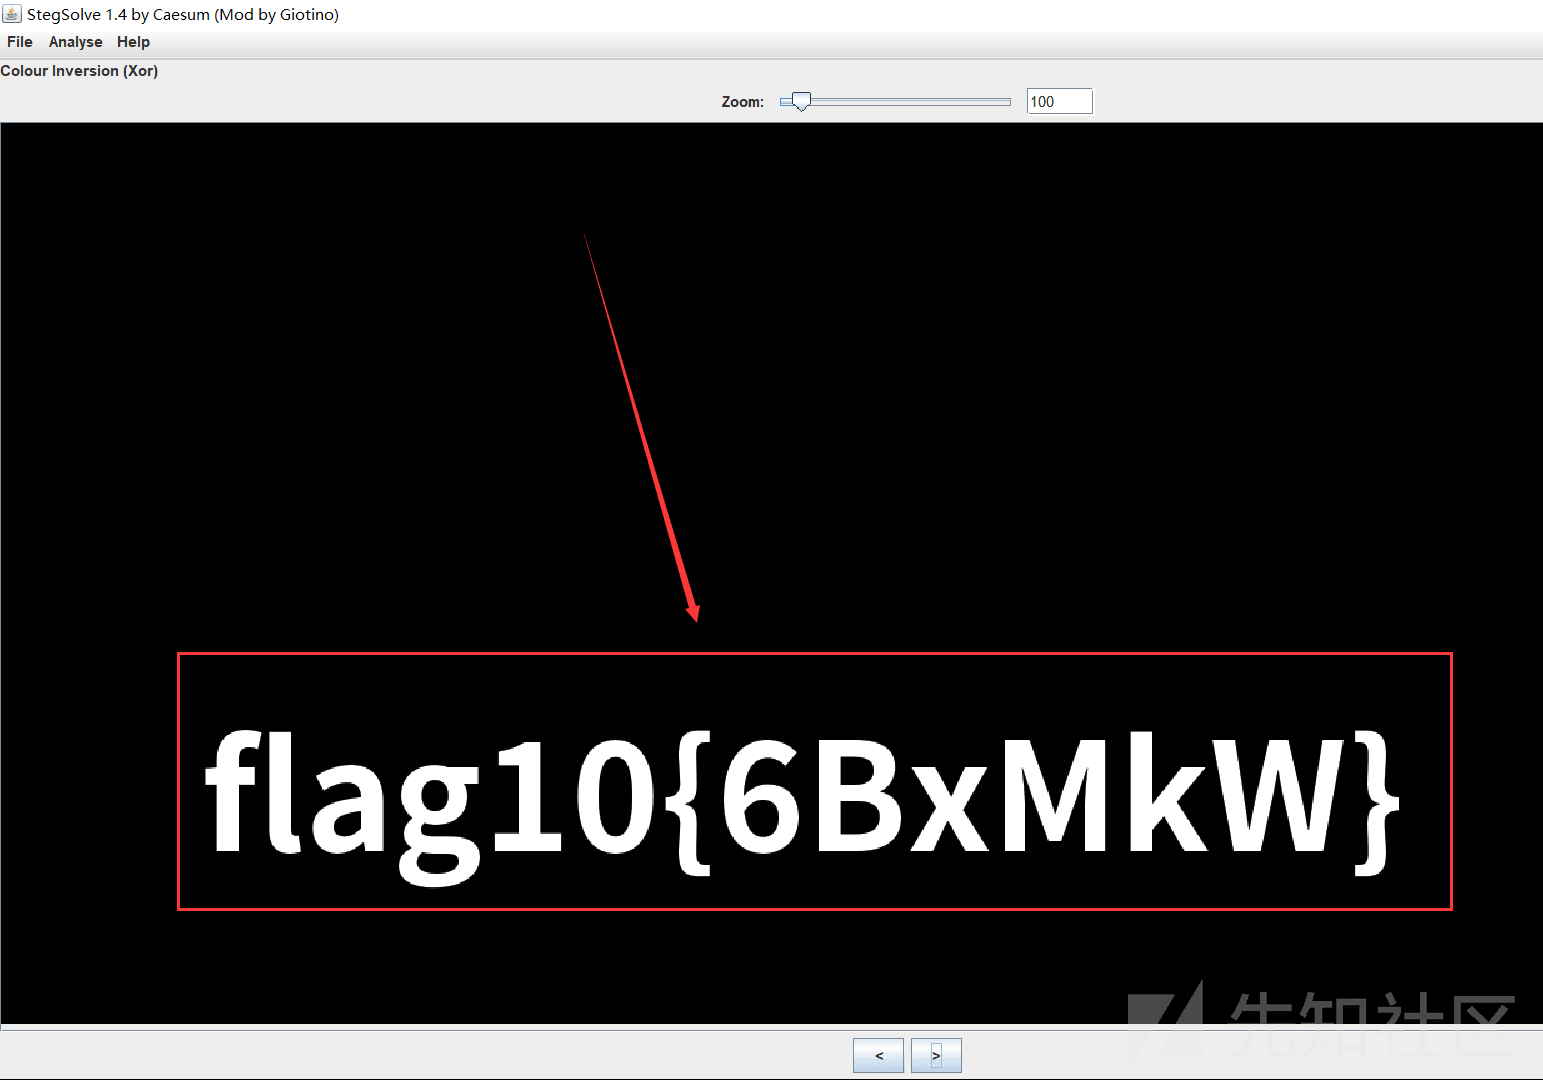 StegSolve 1.4 by Caesum (Mod by Giotino)
File Analyse Help
Colour Inversion (Xor)
Zoom: 100
flag10{6BxMkW}
先知社区
< >